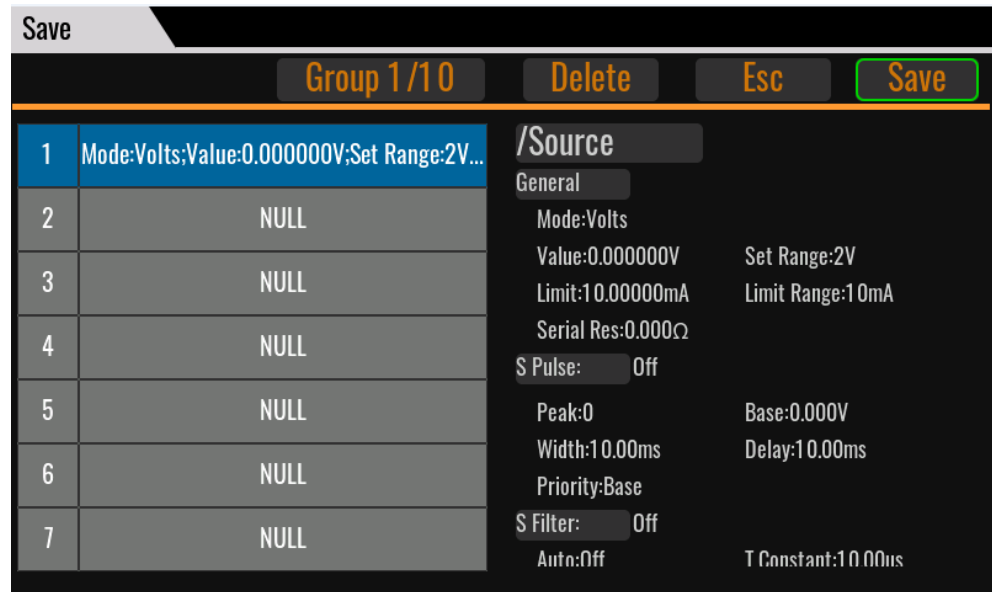 Save
Group 1/10 Delete Esc Save
1 Mode:Volts;Value:0.000000V;Set Range:2V...
2 NULL
3 NULL
4 NULL
5 NULL
6 NULL
7 NULL
/Source
General
Mode:Volts
Value:0.000000V Set Range:2V
Limit:10.00000mA Limit Range:10mA
Serial Res:0.000Ω
S Pulse: Off
Peak:0 Base:0.000V
Width:10.00ms Delay:10.00ms
Priority:Base
S Filter: Off
Auto:Off T Constant:10.00us